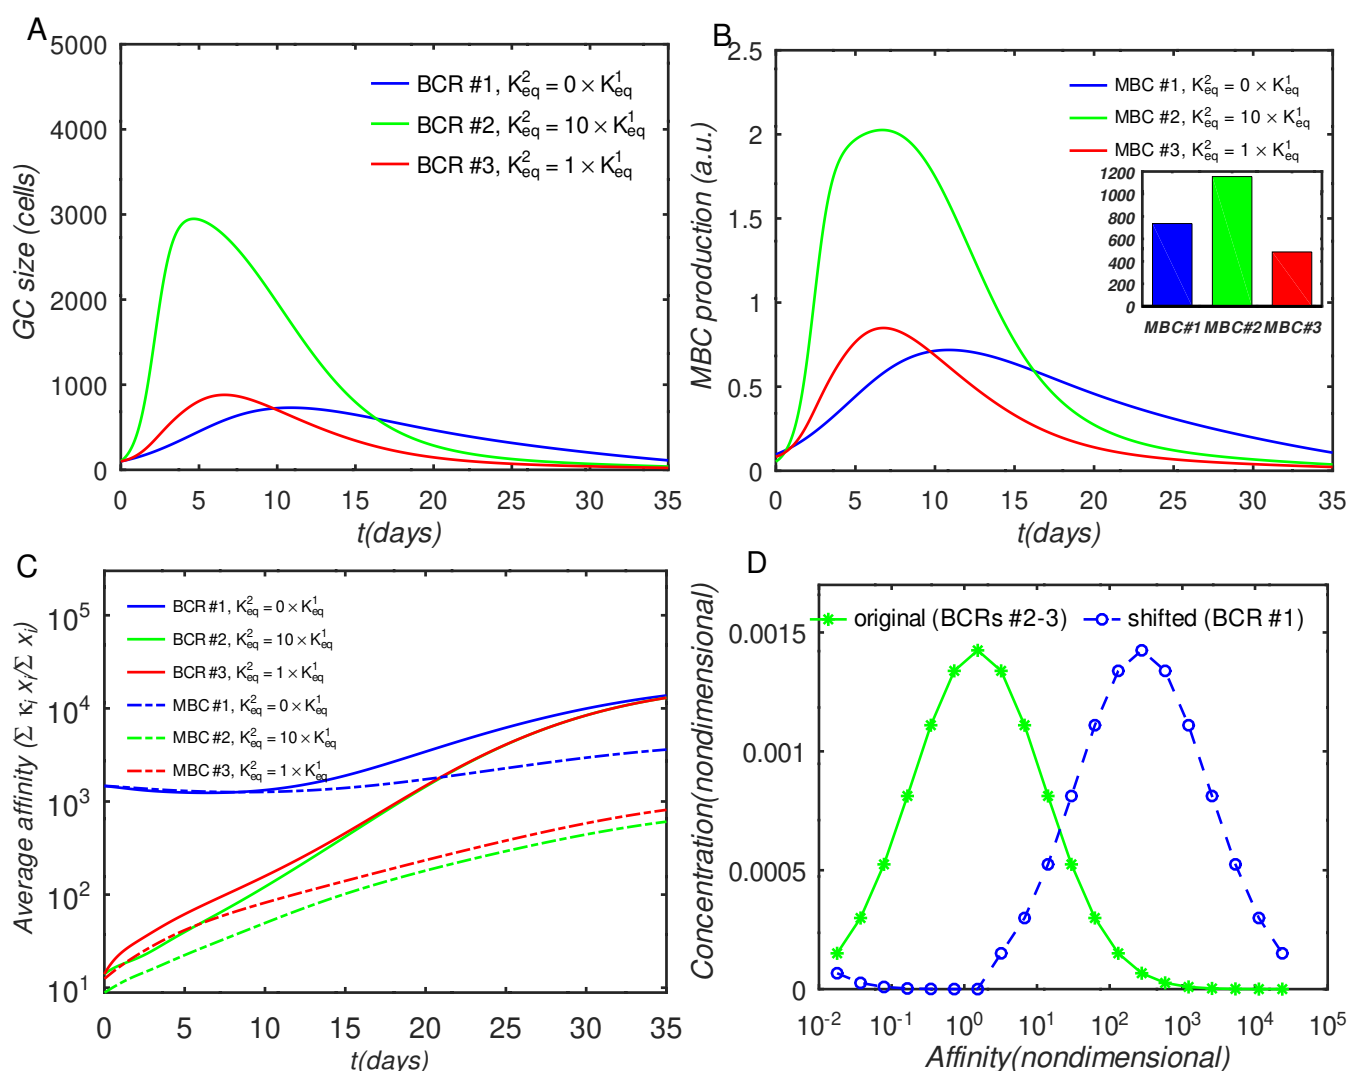 A
5000
4000
3000
2000
1000
0
GC size (cells)
BCR #1, K²eq = 0 × K¹eq
BCR #2, K²eq = 10 × K¹eq
BCR #3, K²eq = 1 × K¹eq
0 5 10 15 20 25 30 35
t(days)
B
2.5
2
1.5
1
0.5
0
MBC production (a.u.)
MBC #1, K²eq = 0 × K¹eq
MBC #2, K²eq = 10 × K¹eq
MBC #3, K²eq = 1 × K¹eq
1200
1000
800
600
400
200
0
MBC#1 MBC#2 MBC#3
0 5 10 15 20 25 30 35
t(days)
C
10⁵
10⁴
10³
10²
10¹
Average affinity (Σ κᵢ xᵢ/Σ xᵢ)
BCR #1, K²eq = 0 × K¹eq
BCR #2, K²eq = 10 × K¹eq
BCR #3, K²eq = 1 × K¹eq
MBC #1, K²eq = 0 × K¹eq
MBC #2, K²eq = 10 × K¹eq
MBC #3, K²eq = 1 × K¹eq
0 5 10 15 20 25 30 35
t(days)
D
original (BCRs #2-3) shifted (BCR #1)
0.0015
0.001
0.0005
0
Concentration(nondimensional)
10⁻² 10⁻¹ 10⁰ 10¹ 10² 10³ 10⁴ 10⁵
Affinity(nondimensional)